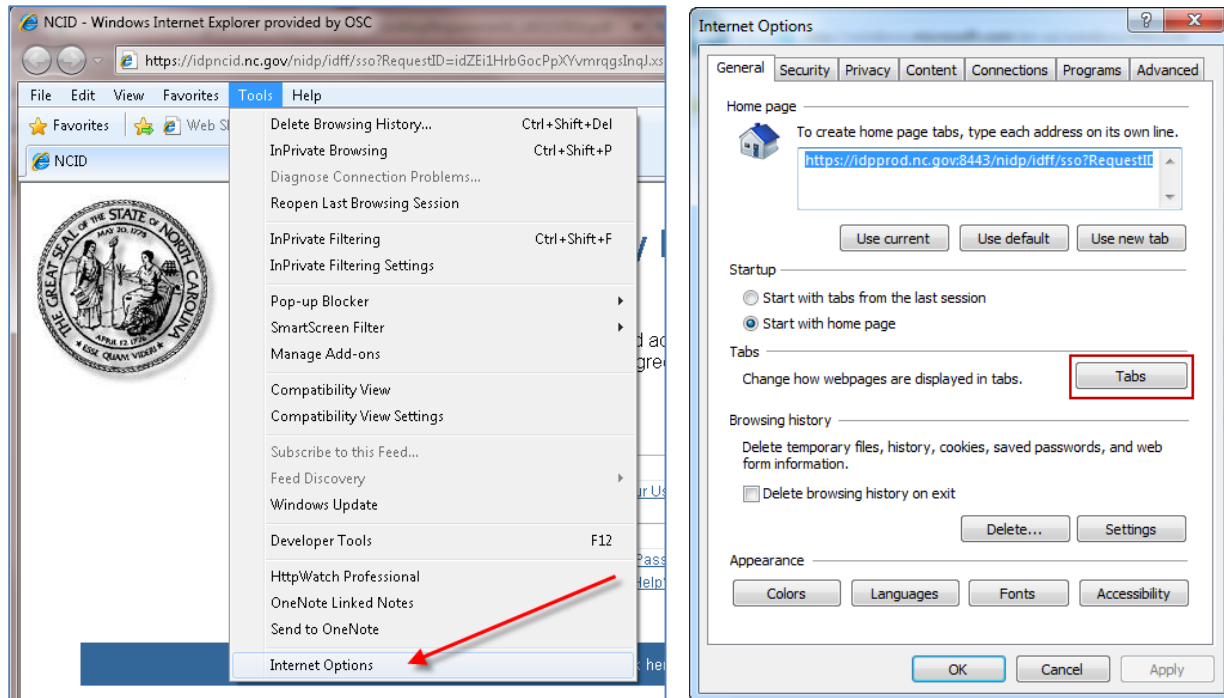 NCID - Windows Internet Explorer provided by OSC
https://idpncid.nc.gov/nidp/idff/sso?RequestID=idZEi1HrbGocPpXYvmrqgsInqJ.xs
File Edit View Favorites Tools Help
Favorites Web Sl
NCID
THE GREAT SEAL OF THE STATE OF NORTH CAROLINA
MAY 20, 1775
APRIL 12, 1776
ESSE QUAM VIDERI
Delete Browsing History... Ctrl+Shift+Del
InPrivate Browsing Ctrl+Shift+P
Diagnose Connection Problems...
Reopen Last Browsing Session
InPrivate Filtering Ctrl+Shift+F
InPrivate Filtering Settings
Pop-up Blocker
SmartScreen Filter
Manage Add-ons
Compatibility View
Compatibility View Settings
Subscribe to this Feed...
Feed Discovery
Windows Update
Developer Tools F12
HttpWatch Professional
OneNote Linked Notes
Send to OneNote
Internet Options
Internet Options
General Security Privacy Content Connections Programs Advanced
Home page
To create home page tabs, type each address on its own line.
https://idpprod.nc.gov:8443/nidp/idff/sso?RequestID
Use current Use default Use new tab
Startup
Start with tabs from the last session
Start with home page
Tabs
Change how webpages are displayed in tabs. Tabs
Browsing history
Delete temporary files, history, cookies, saved passwords, and web
form information.
Delete browsing history on exit
Delete... Settings
Appearance
Colors Languages Fonts Accessibility
OK Cancel Apply